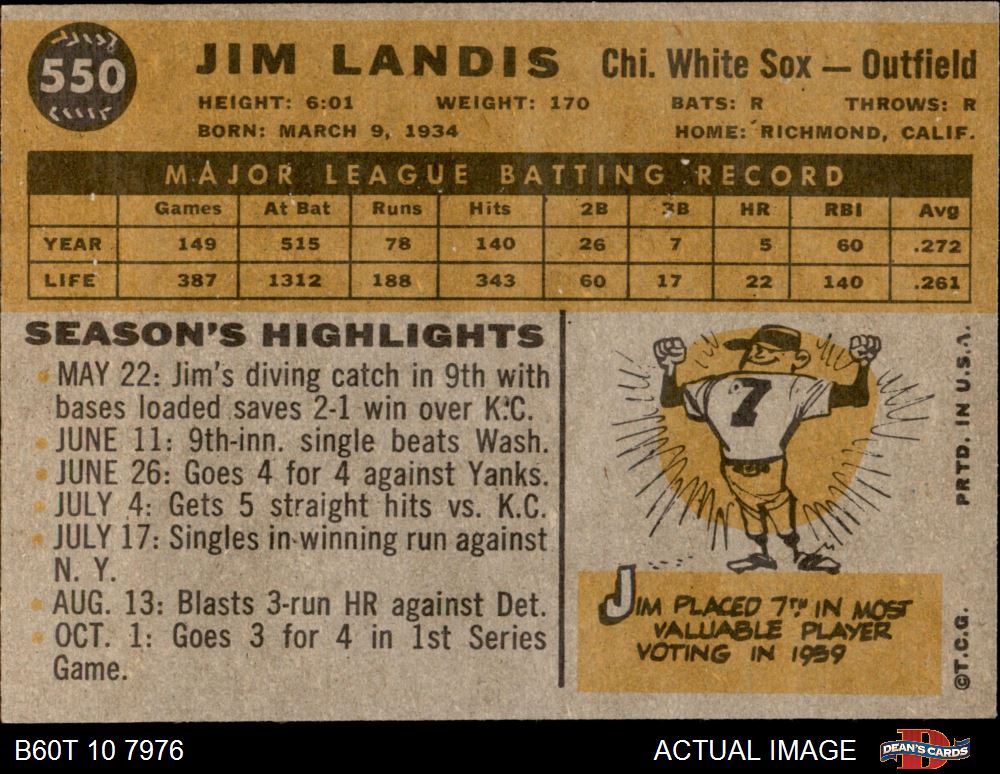 550
JIM LANDIS Chi. White Sox — Outfield
HEIGHT: 6:01 WEIGHT: 170 BATS: R THROWS: R
BORN: MARCH 9, 1934 HOME: RICHMOND, CALIF.
MAJOR LEAGUE BATTING RECORD
Games At Bat Runs Hits 2B 3B HR RBI Avg
YEAR 149 515 78 140 26 7 5 60 .272
LIFE 387 1312 188 343 60 17 22 140 .261
SEASON'S HIGHLIGHTS
MAY 22: Jim's diving catch in 9th with
bases loaded saves 2-1 win over K.C.
JUNE 11: 9th-inn. single beats Wash.
JUNE 26: Goes 4 for 4 against Yanks.
JULY 4: Gets 5 straight hits vs. K.C.
JULY 17: Singles in winning run against
N. Y.
AUG. 13: Blasts 3-run HR against Det.
OCT. 1: Goes 3 for 4 in 1st Series
Game.
7
JIM PLACED 7TH IN MOST
VALUABLE PLAYER
VOTING IN 1959
PRTD. IN U.S.A.
©T.C.G.
B60T 10 7976 ACTUAL IMAGE DEAN'S CARDS